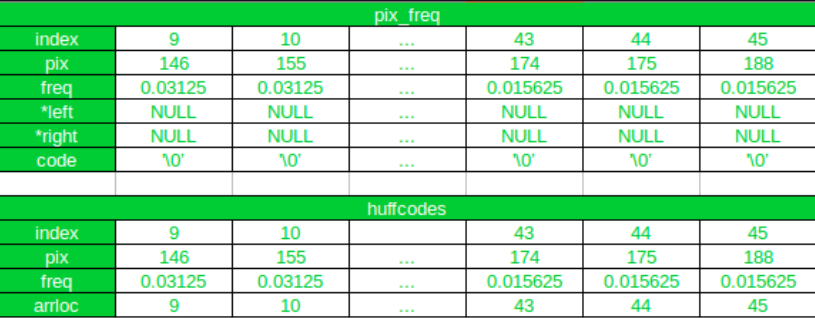 pix_freq
index 9 10 ... 43 44 45
pix 146 155 ... 174 175 188
freq 0.03125 0.03125 ... 0.015625 0.015625 0.015625
*left NULL NULL ... NULL NULL NULL
*right NULL NULL ... NULL NULL NULL
code '\0' '\0' ... '\0' '\0' '\0'
huffcodes
index 9 10 ... 43 44 45
pix 146 155 ... 174 175 188
freq 0.03125 0.03125 ... 0.015625 0.015625 0.015625
arrloc 9 10 ... 43 44 45